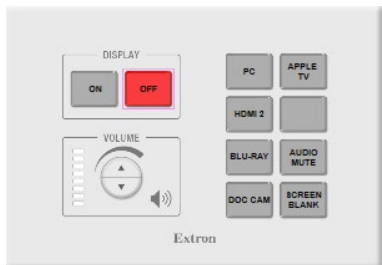 DISPLAY
ON
OFF
VOLUME
PC
APPLE
TV
HDMI 2
BLU-RAY
AUDIO
MUTE
DOC CAM
SCREEN
BLANK
Extron